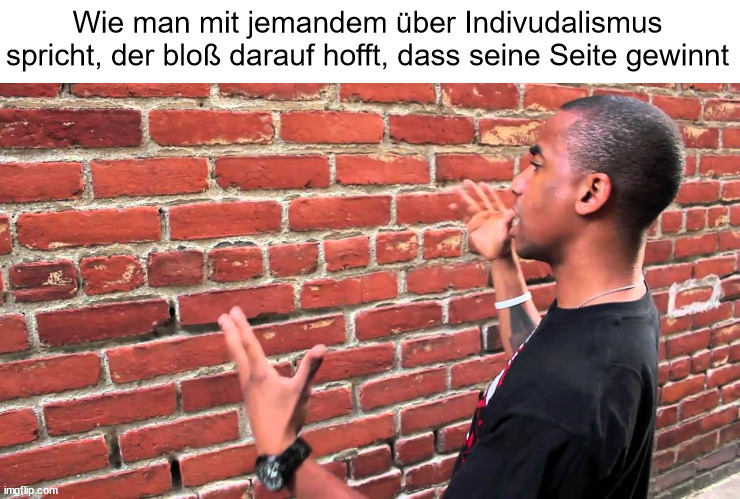 Wie man mit jemandem über Indivudalismus
spricht, der bloß darauf hofft, dass seine Seite gewinnt
imgflip.com